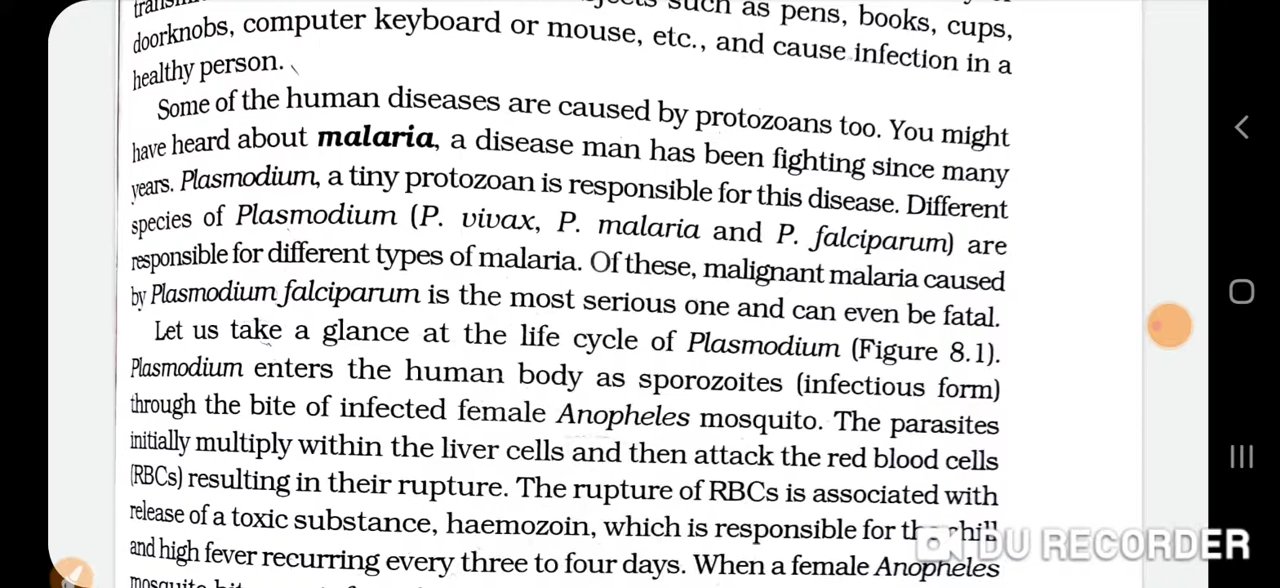 such as pens, books, cups,
doorknobs, computer keyboard or mouse, etc., and cause infection in a
healthy person.
Some of the human diseases are caused by protozoans too. You might
have heard about malaria, a disease man has been fighting since many
years. Plasmodium, a tiny protozoan is responsible for this disease. Different
species of Plasmodium (P. vivax, P. malaria and P. falciparum) are
responsible for different types of malaria. Of these, malignant malaria caused
by Plasmodium falciparum is the most serious one and can even be fatal.
Let us take a glance at the life cycle of Plasmodium (Figure 8.1).
Plasmodium enters the human body as sporozoites (infectious form)
through the bite of infected female Anopheles mosquito. The parasites
initially multiply within the liver cells and then attack the red blood cells
(RBCs) resulting in their rupture. The rupture of RBCs is associated with
release of a toxic substance, haemozoin, which is responsible for the chill
and high fever recurring every three to four days. When a female Anopheles
DU RECORDER